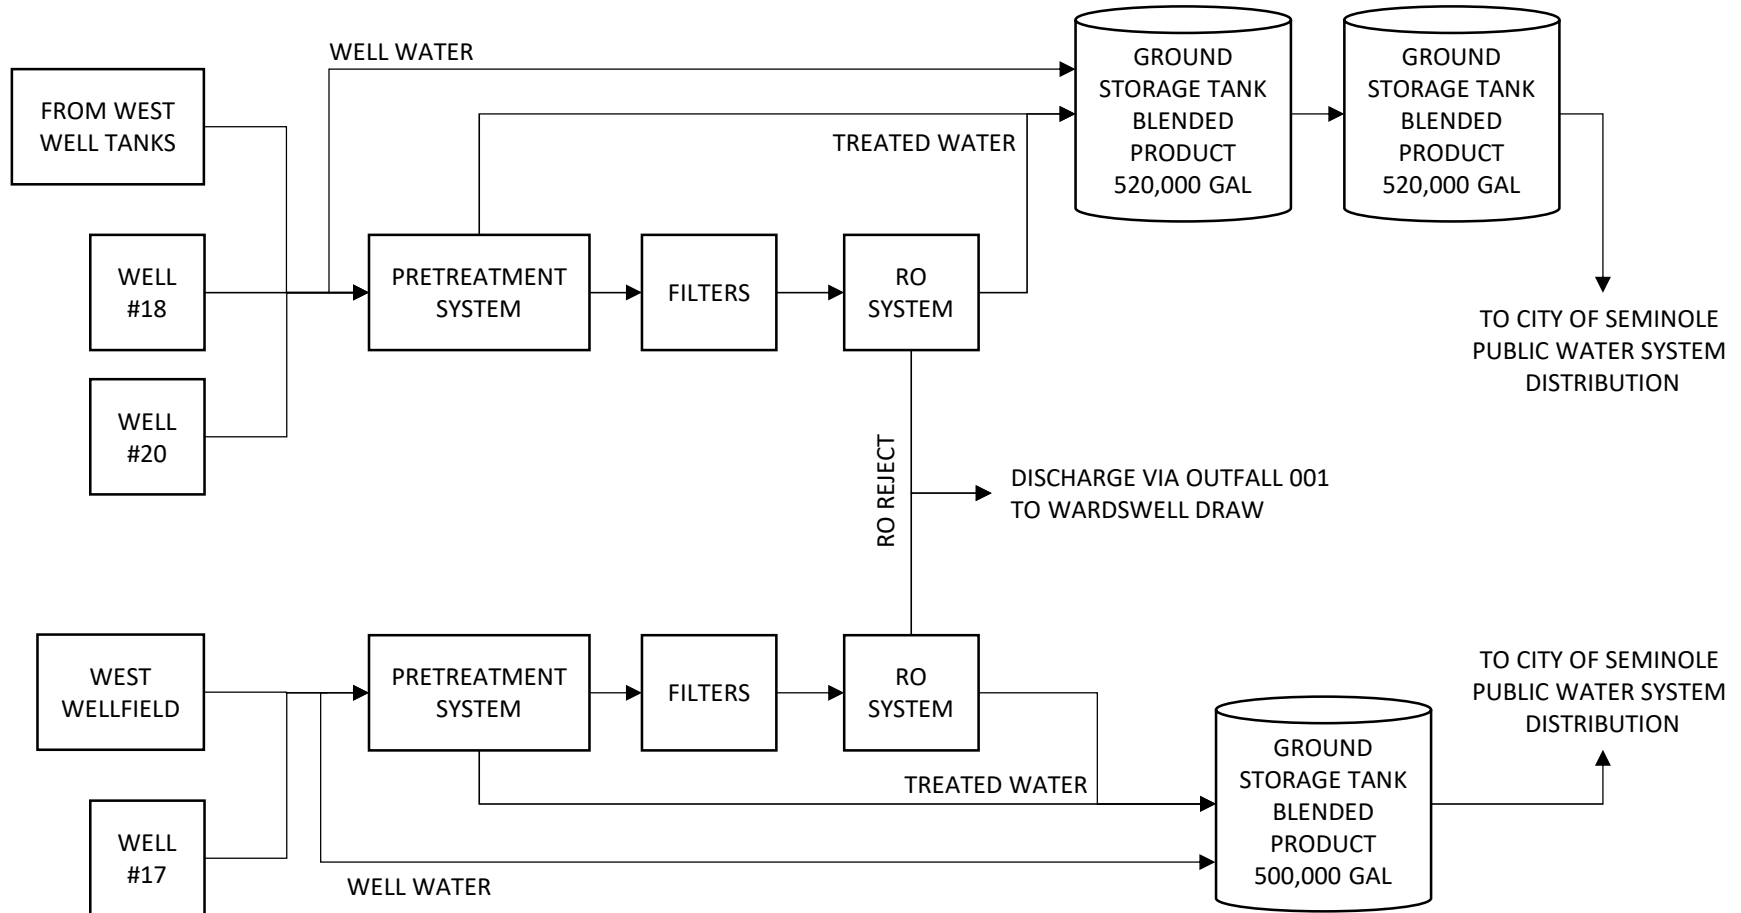 WELL WATER
GROUND
STORAGE TANK
BLENDED
PRODUCT
520,000 GAL
GROUND
STORAGE TANK
BLENDED
PRODUCT
520,000 GAL
FROM WEST
WELL TANKS
TREATED WATER
WELL
#18
PRETREATMENT
SYSTEM
FILTERS
RO
SYSTEM
TO CITY OF SEMINOLE
PUBLIC WATER SYSTEM
DISTRIBUTION
WELL
#20
RO REJECT
DISCHARGE VIA OUTFALL 001
TO WARDSWELL DRAW
WEST
WELLFIELD
PRETREATMENT
SYSTEM
FILTERS
RO
SYSTEM
TO CITY OF SEMINOLE
PUBLIC WATER SYSTEM
DISTRIBUTION
TREATED WATER
GROUND
STORAGE TANK
BLENDED
PRODUCT
500,000 GAL
WELL
#17
WELL WATER